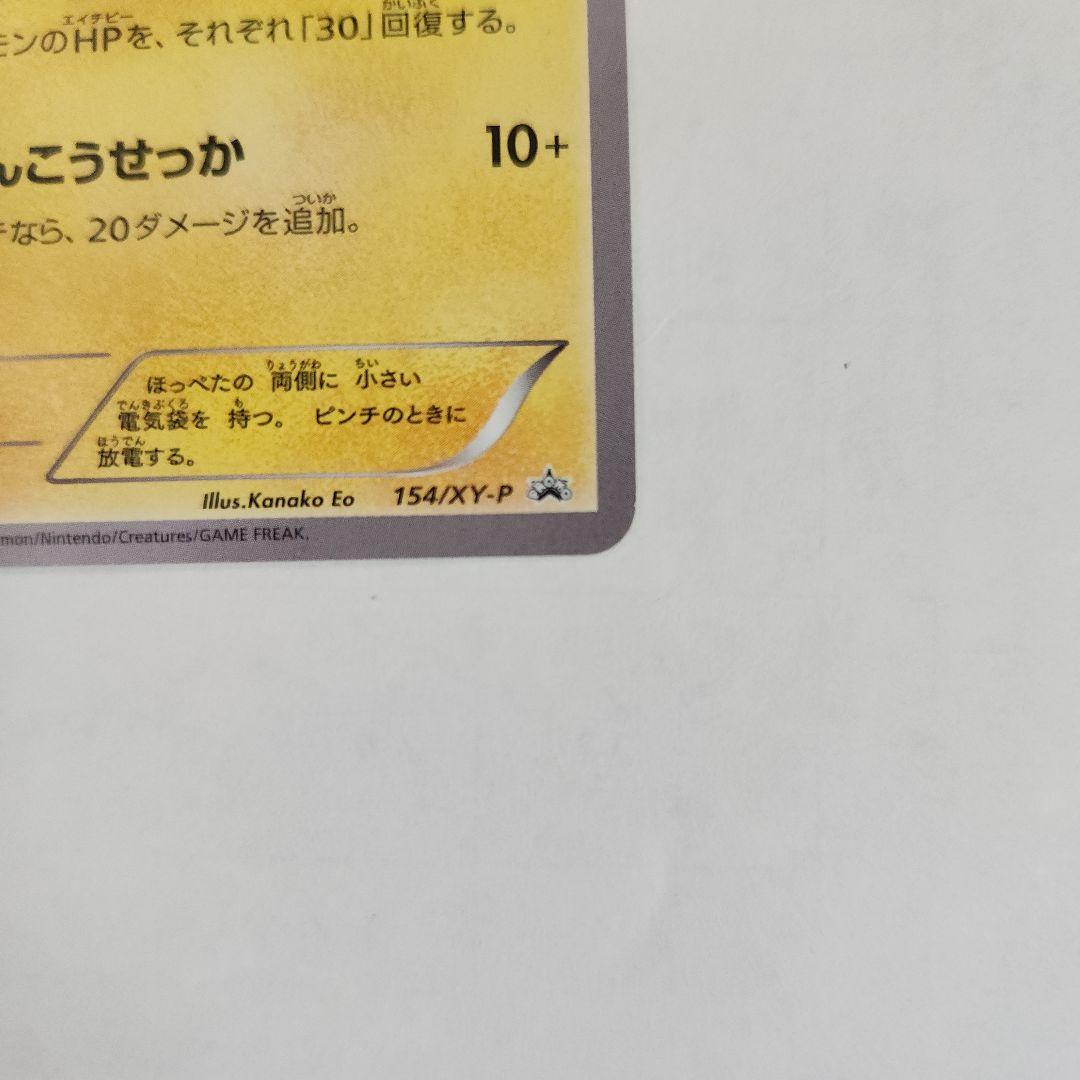 モンのHPを、それぞれ「30」回復する。
んこうせっか 10+
なら、20ダメージを追加。
ほっぺたの 両側に 小さい
電気袋を 持つ。 ピンチのときに
放電する。
Illus.Kanako Eo 154/XY-P
mon/Nintendo/Creatures/GAME FREAK.